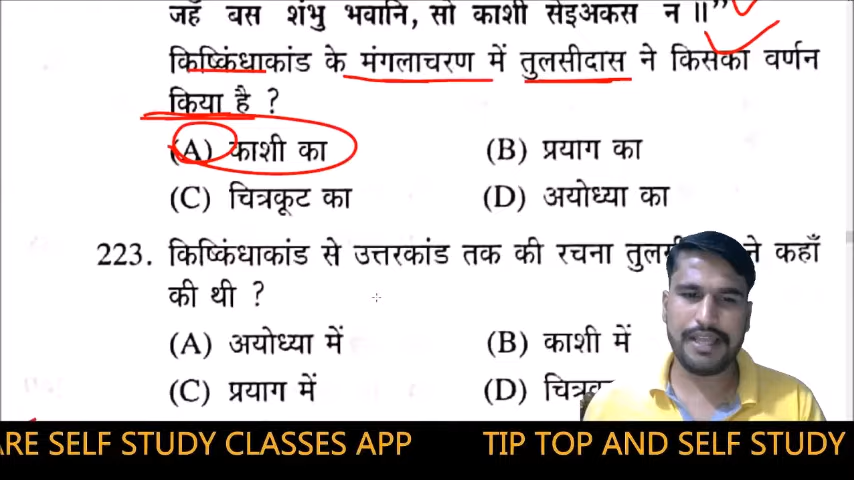 जहँ बस शंभु भवानि, सो काशी सेइअकस न ॥”
किष्किंधाकांड के मंगलाचरण में तुलसीदास ने किसका वर्णन
किया है ?
(A) काशी का (B) प्रयाग का
(C) चित्रकूट का (D) अयोध्या का
223. किष्किंधाकांड से उत्तरकांड तक की रचना ने कहाँ
की थी ?
(A) अयोध्या में (B) काशी में
(C) प्रयाग में (D)
ARE SELF STUDY CLASSES APP TIP TOP AND SELF STUDY